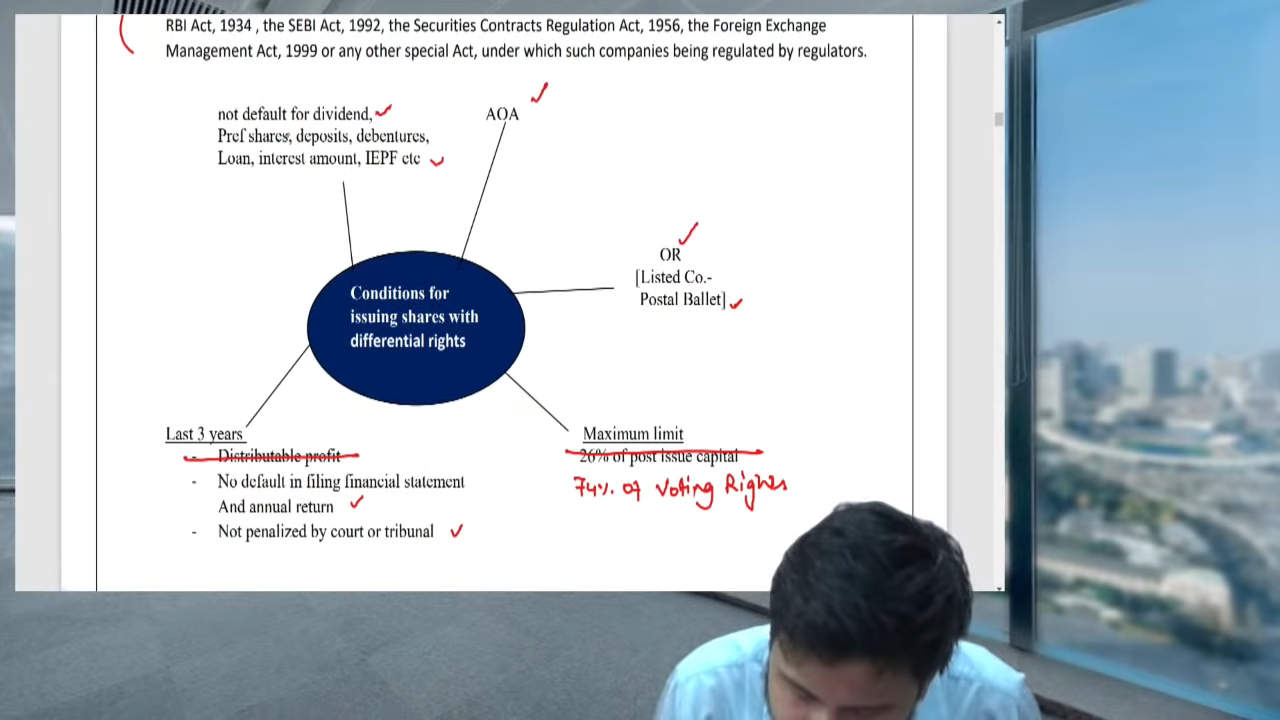 RBI Act, 1934 , the SEBI Act, 1992, the Securities Contracts Regulation Act, 1956, the Foreign Exchange
Management Act, 1999 or any other special Act, under which such companies being regulated by regulators.
not default for dividend,
Pref shares, deposits, debentures,
Loan, interest amount, IEPF etc
AOA
OR
[Listed Co.-
Postal Ballet]
Conditions for
issuing shares with
differential rights
Last 3 years
- Distributable profit
- No default in filing financial statement
And annual return
- Not penalized by court or tribunal
Maximum limit
26% of post issue capital
74% of Voting Rights